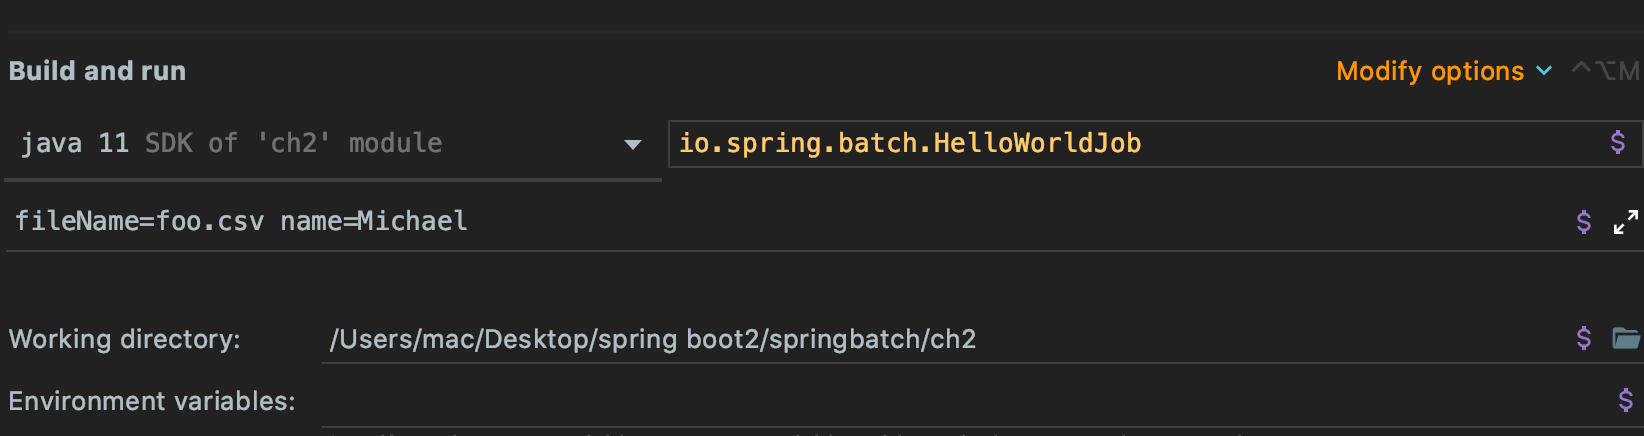 Build and run
Modify options ⌃⌥M
java 11 SDK of 'ch2' module
io.spring.batch.HelloWorldJob $
fileName=foo.csv name=Michael $
Working directory: /Users/mac/Desktop/spring boot2/springbatch/ch2 $
Environment variables: $